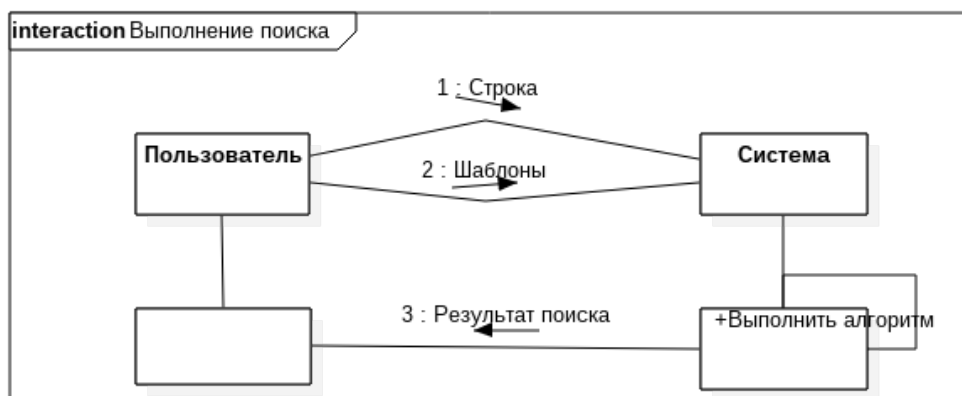 interaction Выполнение поиска
1 : Строка
Пользователь
Система
2 : Шаблоны
3 : Результат поиска
+Выполнить алгоритм